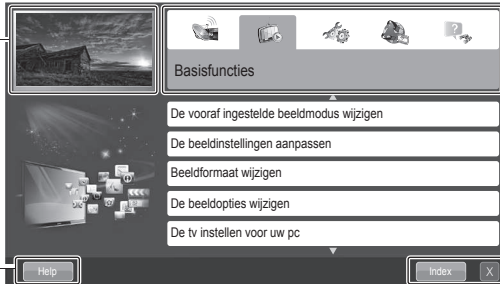 Basisfuncties
De vooraf ingestelde beeldmodus wijzigen
De beeldinstellingen aanpassen
Beeldformaat wijzigen
De beeldopties wijzigen
De tv instellen voor uw pc
Help
Index X